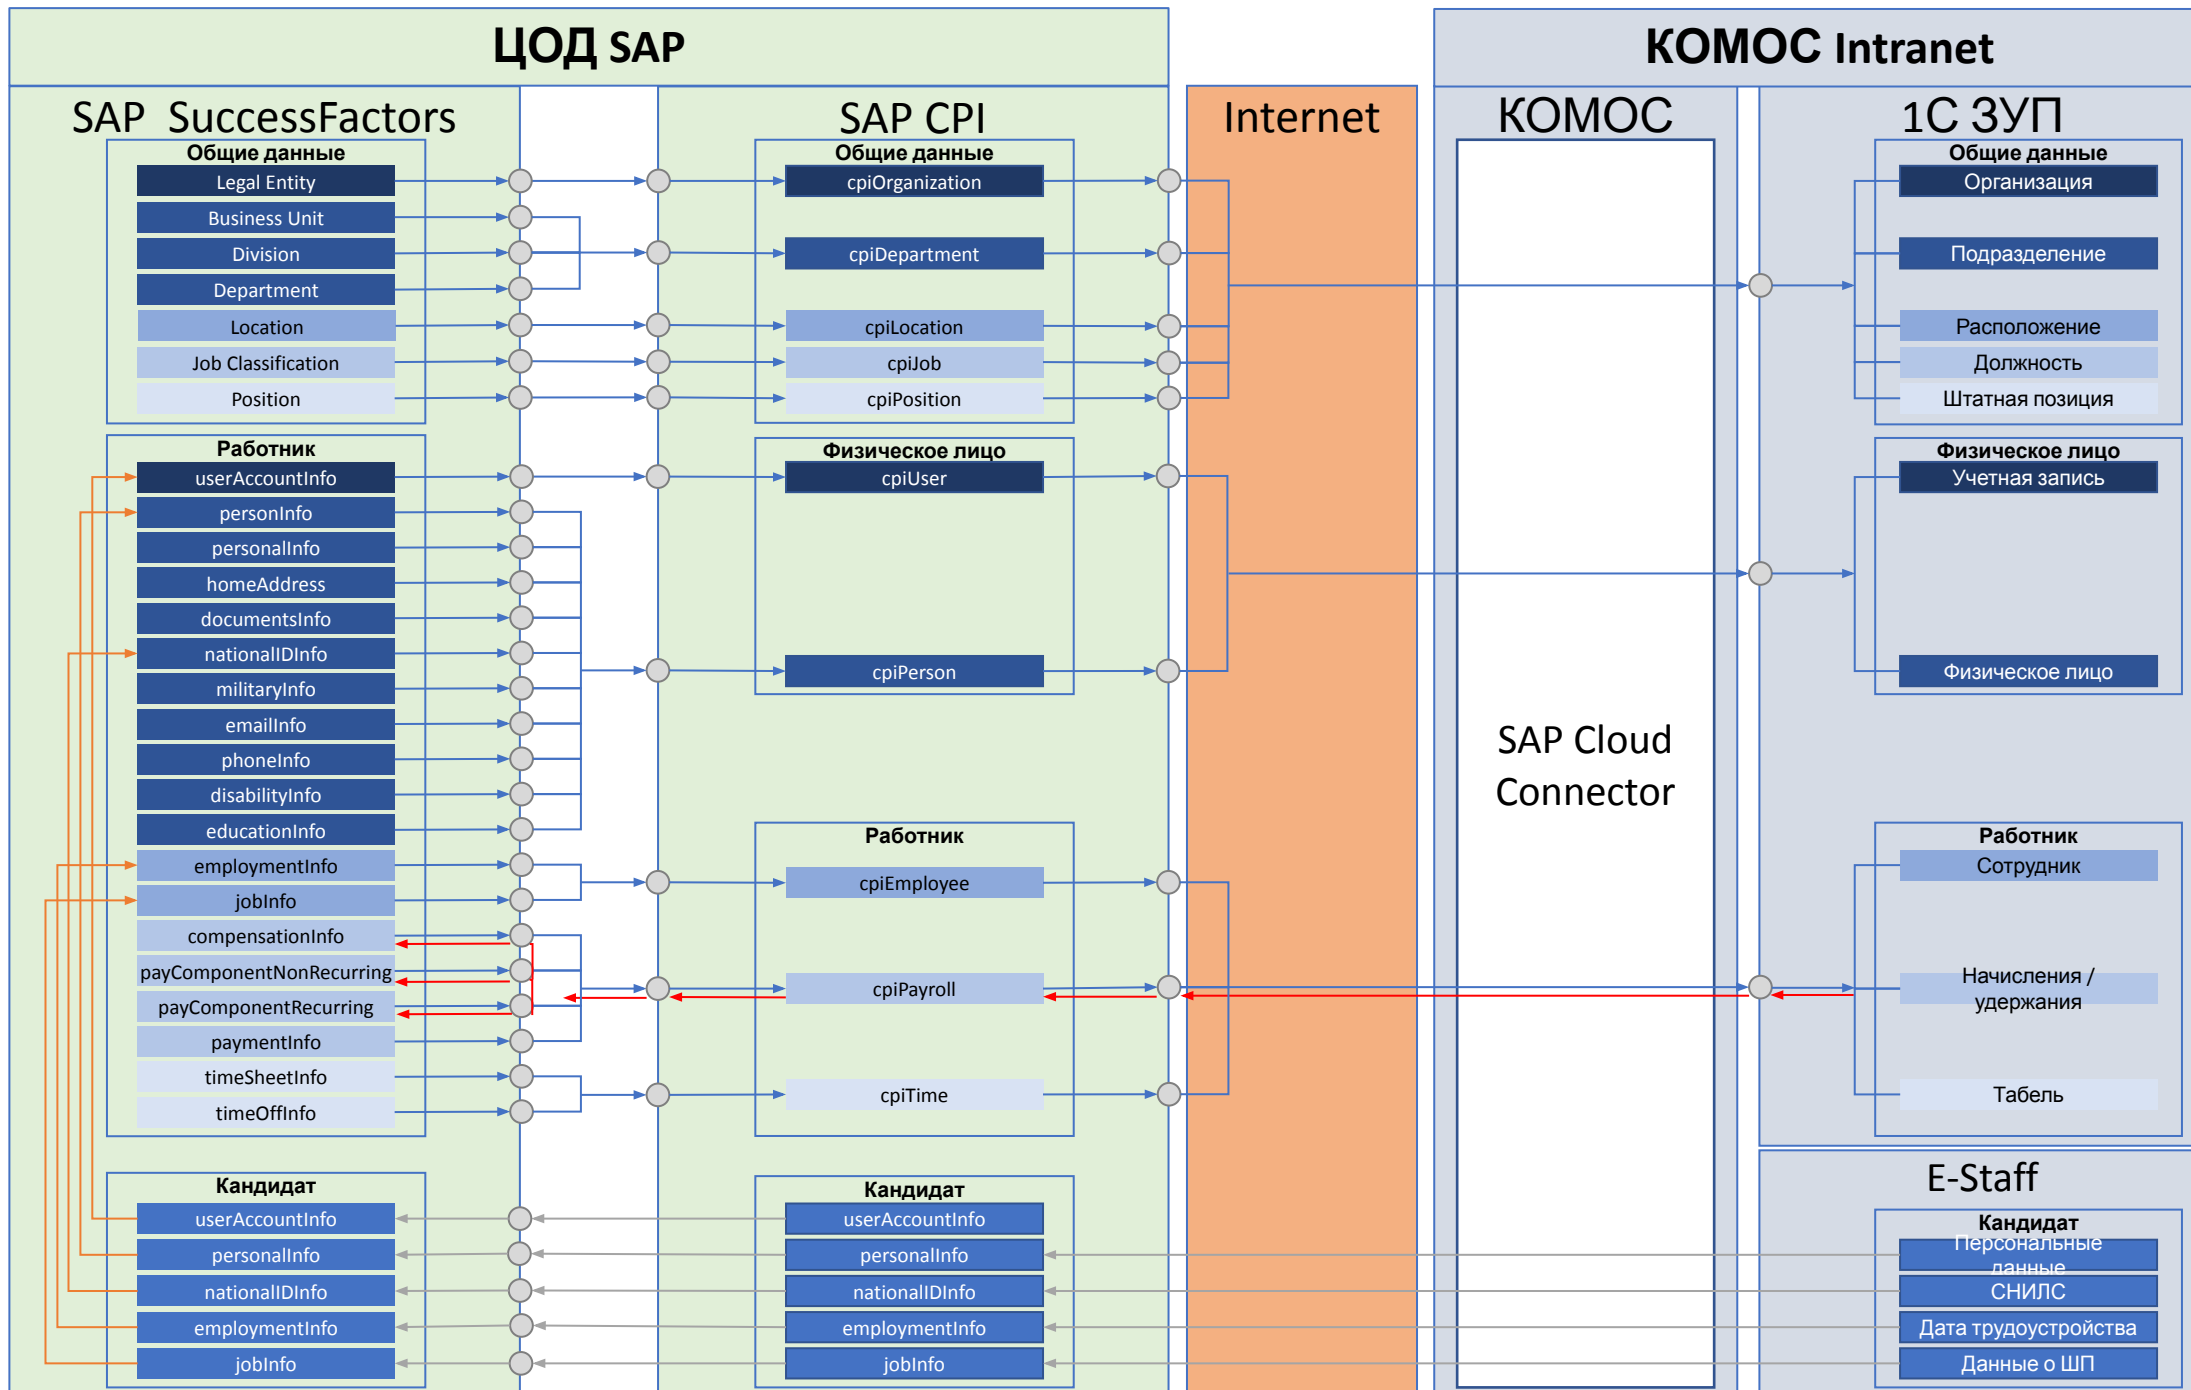 ЦОД SAP
КОМОС Intranet
SAP SuccessFactors
SAP CPI
Internet
КОМОС
1С ЗУП
Общие данные
Legal Entity
Business Unit
Division
Department
Location
Job Classification
Position
Работник
userAccountInfo
personInfo
personalInfo
homeAddress
documentsInfo
nationalIDInfo
militaryInfo
emailInfo
phoneInfo
disabilityInfo
educationInfo
employmentInfo
jobInfo
compensationInfo
payComponentNonRecurring
payComponentRecurring
paymentInfo
timeSheetInfo
timeOffInfo
Кандидат
userAccountInfo
personalInfo
nationalIDInfo
employmentInfo
jobInfo
Общие данные
cpiOrganization
cpiDepartment
cpiLocation
cpiJob
cpiPosition
Физическое лицо
cpiUser
cpiPerson
Работник
cpiEmployee
cpiPayroll
cpiTime
Кандидат
userAccountInfo
personalInfo
nationalIDInfo
employmentInfo
jobInfo
SAP Cloud
Connector
Общие данные
Организация
Подразделение
Расположение
Должность
Штатная позиция
Физическое лицо
Учетная запись
Физическое лицо
Работник
Сотрудник
Начисления /
удержания
Табель
E-Staff
Кандидат
Персональные
данные
СНИЛС
Дата трудоустройства
Данные о ШП